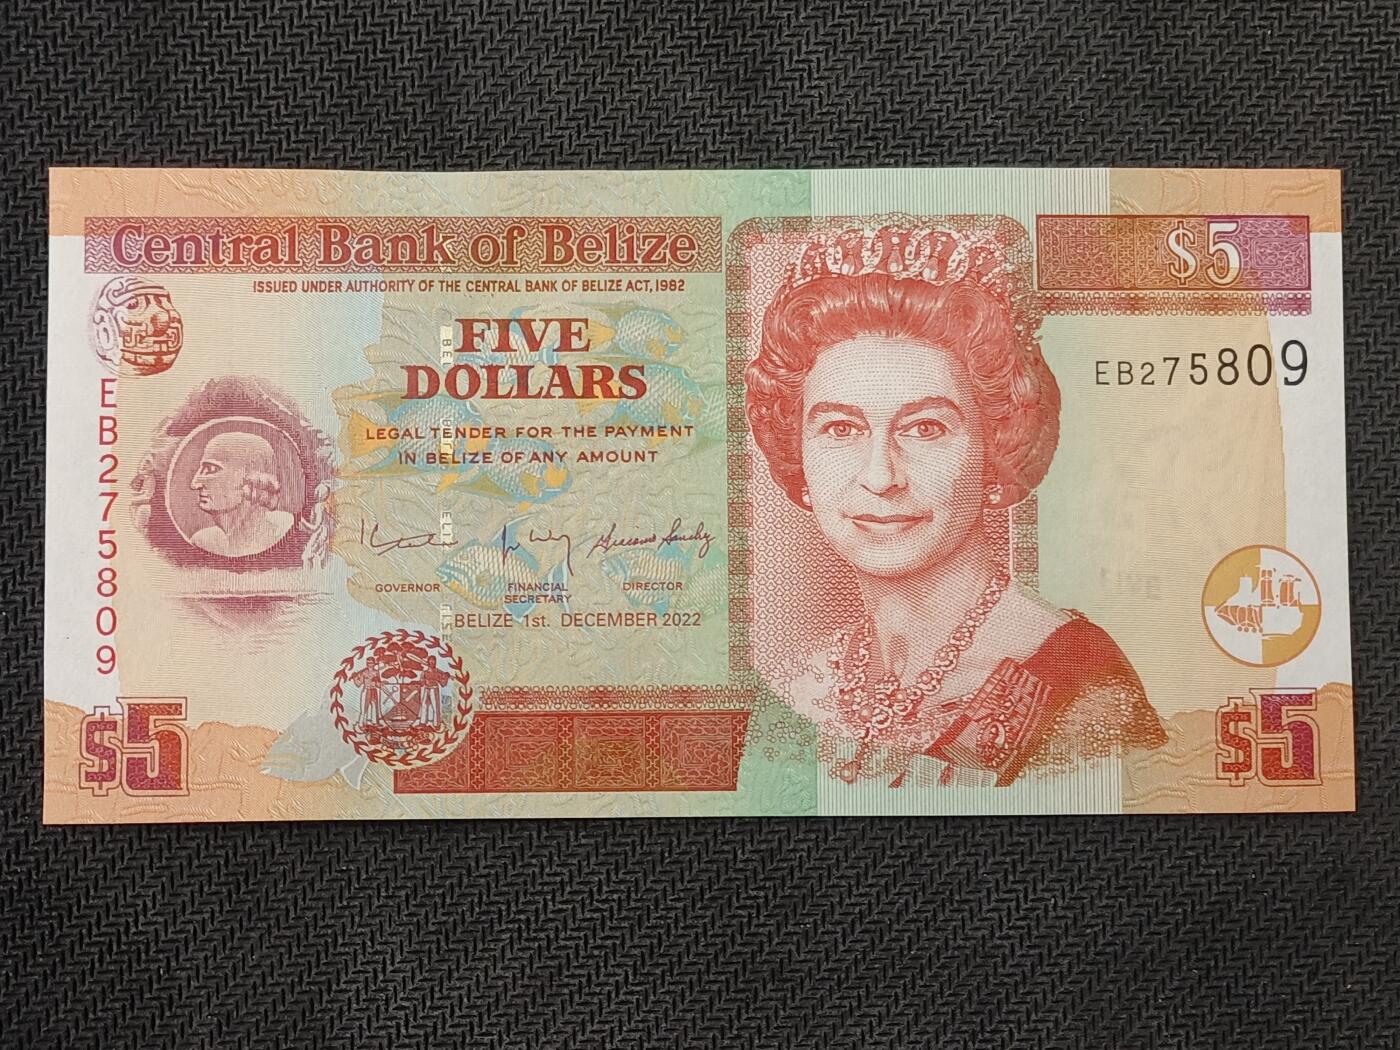 Central Bank of Belize
$5
ISSUED UNDER AUTHORITY OF THE CENTRAL BANK OF BELIZE ACT, 1982
FIVE
DOLLARS
EB275809
EB275809
LEGAL TENDER FOR THE PAYMENT
IN BELIZE OF ANY AMOUNT
GOVERNOR
FINANCIAL
SECRETARY
DIRECTOR
BELIZE 1st. DECEMBER 2022
$5
$5